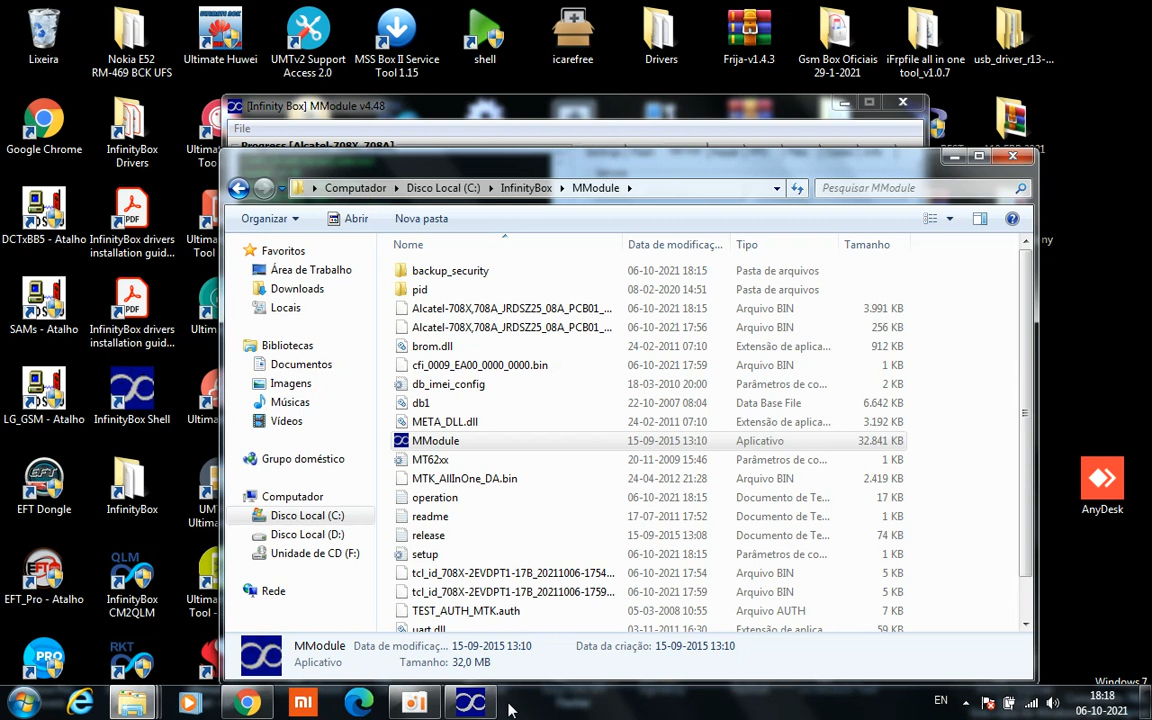 Lixeira
Nokia E52
RM-469 BCK UFS
Ultimate Huwei
UMTv2 Support
Access 2.0
MSS Box II Service
Tool 1.15
shell
icarefree
Drivers
Frija-v1.4.3
Gsm Box Oficiais
29-1-2021
iFrpfile all in one
tool_v1.0.7
usb_driver_r13-...
Google Chrome
InfinityBox
Drivers
[Infinity Box] MModule v4.48
File
Progress [Alcatel-708X, 708A]
Computador
Disco Local (C:)
InfinityBox
MModule
Pesquisar MModule
Organizar
Abrir
Nova pasta
Nome
Data de modificaç...
Tipo
Tamanho
Favoritos
Área de Trabalho
Downloads
Locais
Bibliotecas
Documentos
Imagens
Músicas
Vídeos
Grupo doméstico
Computador
Disco Local (C:)
Disco Local (D:)
Unidade de CD (F:)
Rede
backup_security 06-10-2021 18:15 Pasta de arquivos
pid 08-02-2020 14:51 Pasta de arquivos
Alcatel-708X,708A_JRDSZ25_08A_PCB01_... 06-10-2021 18:15 Arquivo BIN 3.991 KB
Alcatel-708X,708A_JRDSZ25_08A_PCB01_... 06-10-2021 17:56 Arquivo BIN 256 KB
brom.dll 24-02-2011 07:10 Extensão de aplica... 912 KB
cfi_0009_EA00_0000_0000.bin 06-10-2021 17:59 Arquivo BIN 1 KB
db_imei_config 18-03-2010 20:00 Parâmetros de co... 2 KB
db1 22-10-2007 08:04 Data Base File 6.642 KB
META_DLL.dll 24-02-2011 07:10 Extensão de aplica... 3.192 KB
MModule 15-09-2015 13:10 Aplicativo 32.841 KB
MT62xx 20-11-2009 15:46 Parâmetros de co... 1 KB
MTK_AllInOne_DA.bin 24-04-2012 21:28 Arquivo BIN 2.419 KB
operation 06-10-2021 18:15 Documento de Te... 17 KB
readme 17-07-2012 11:52 Documento de Te... 1 KB
release 15-09-2015 13:08 Documento de Te... 74 KB
setup 06-10-2021 18:15 Parâmetros de co... 1 KB
tcl_id_708X-2EVDPT1-17B_20211006-1754... 06-10-2021 17:54 Arquivo BIN 5 KB
tcl_id_708X-2EVDPT1-17B_20211006-1759... 06-10-2021 17:59 Arquivo BIN 5 KB
TEST_AUTH_MTK.auth 05-03-2008 10:55 Arquivo AUTH 7 KB
uart.dll 03-11-2011 16:30 Extensão de aplica... 59 KB
MModule Data de modificaç... 15-09-2015 13:10 Data da criação: 15-09-2015 13:10
Aplicativo Tamanho: 32,0 MB
DCTxBB5 - Atalho
InfinityBox drivers
installation guid...
SAMs - Atalho
InfinityBox drivers
installation guid...
LG_GSM - Atalho
InfinityBox Shell
EFT Dongle
InfinityBox
EFT_Pro - Atalho
InfinityBox
CM2QLM
AnyDesk
Windows 7
EN
18:18
06-10-2021